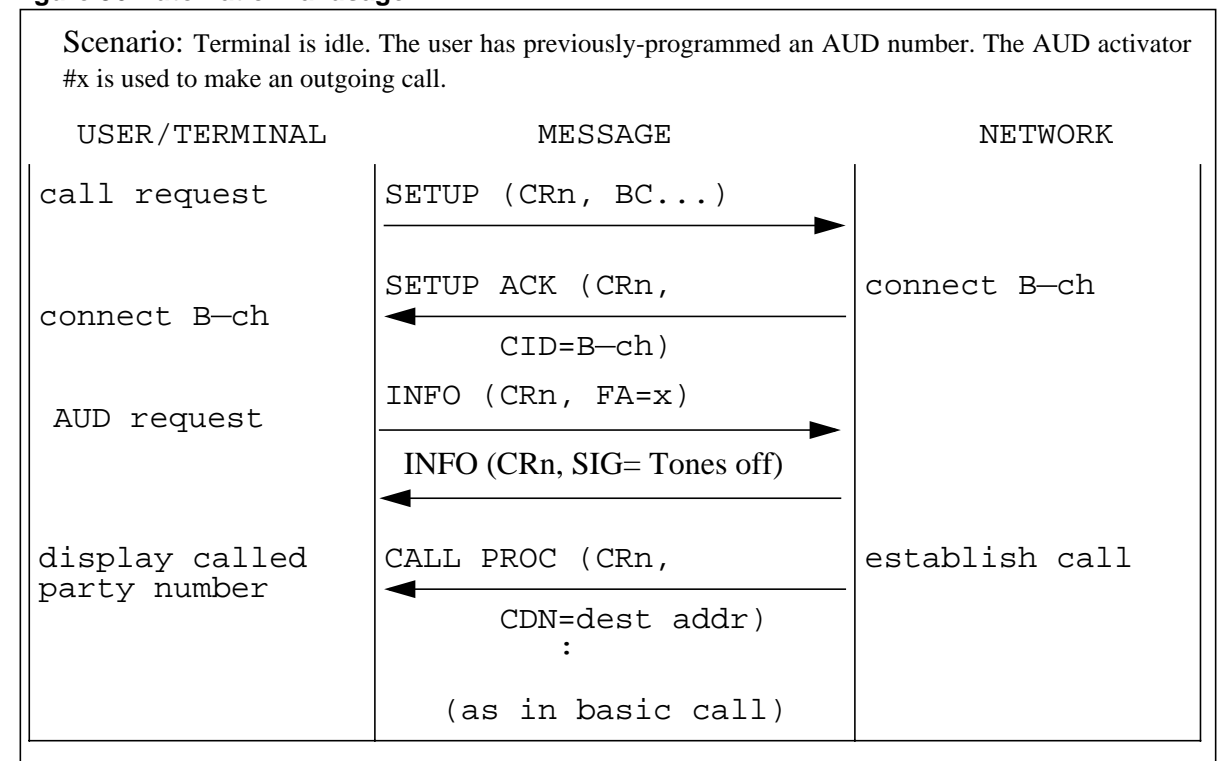 Scenario: Terminal is idle. The user has previously-programmed an AUD number. The AUD activator
#x is used to make an outgoing call.
USER/TERMINAL MESSAGE NETWORK
call request SETUP (CRn, BC...)
SETUP ACK (CRn, connect B—ch
connect B—ch
CID=B—ch)
INFO (CRn, FA=x)
AUD request
INFO (CRn, SIG= Tones off)
display called CALL PROC (CRn, establish call
party number
CDN=dest addr)
:
(as in basic call)